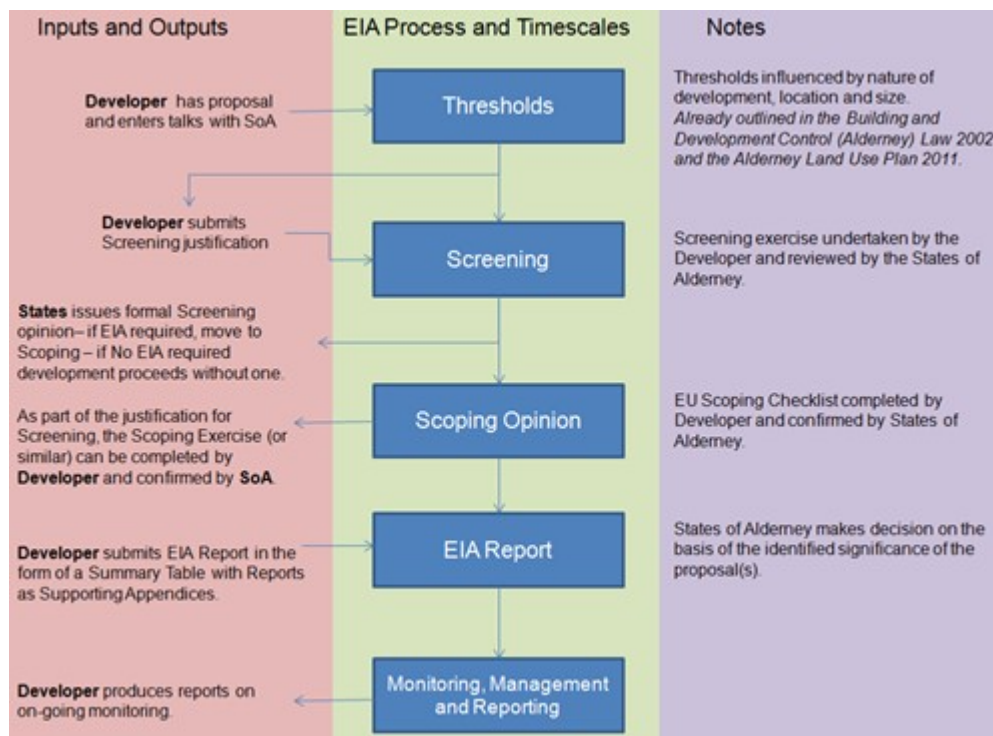 Inputs and Outputs
EIA Process and Timescales
Notes
Developer has proposal
and enters talks with SoA
Thresholds
Thresholds influenced by nature of
development, location and size.
Already outlined in the Building and
Development Control (Alderney) Law 2002
and the Alderney Land Use Plan 2011.
Developer submits
Screening justification
Screening
Screening exercise undertaken by the
Developer and reviewed by the States of
Alderney.
States issues formal Screening
opinion– if EIA required, move to
Scoping – if No EIA required
development proceeds without one.
As part of the justification for
Screening, the Scoping Exercise (or
similar) can be completed by
Developer and confirmed by SoA.
Scoping Opinion
EU Scoping Checklist completed by
Developer and confirmed by States of
Alderney.
Developer submits EIA Report in the
form of a Summary Table with Reports
as Supporting Appendices.
EIA Report
States of Alderney makes decision on the
basis of the identified significance of the
proposal(s).
Developer produces reports on
on-going monitoring.
Monitoring, Management
and Reporting